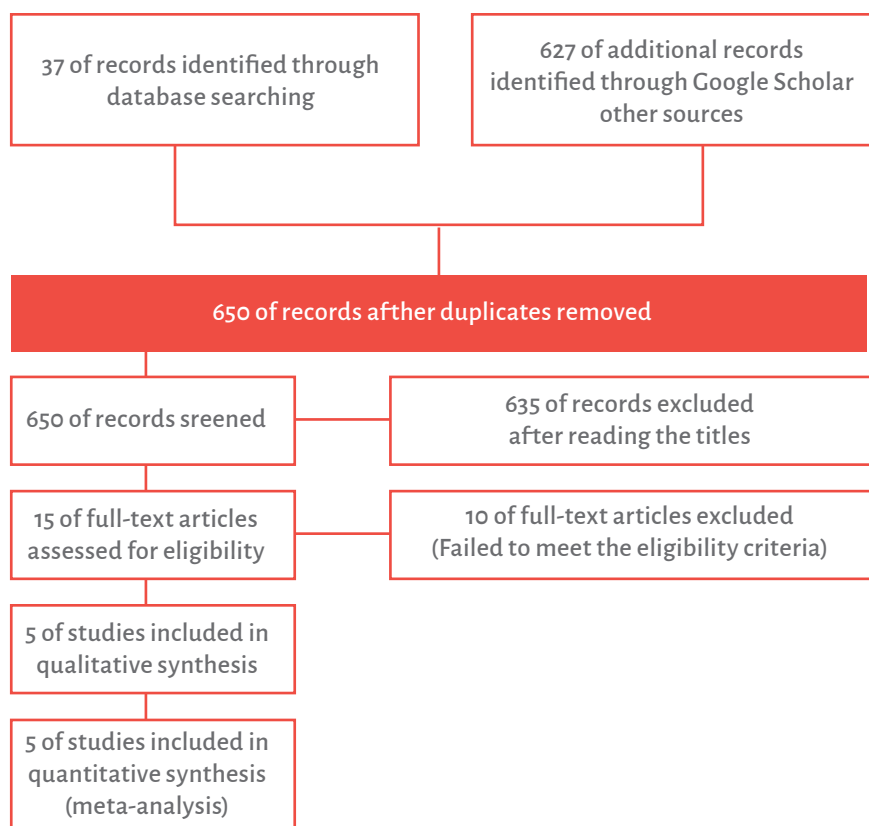 37 of records identified through
database searching
627 of additional records
identified through Google Scholar
other sources
650 of records afther duplicates removed
650 of records sreened
635 of records excluded
after reading the titles
15 of full-text articles
assessed for eligibility
10 of full-text articles excluded
(Failed to meet the eligibility criteria)
5 of studies included in
qualitative synthesis
5 of studies included in
quantitative synthesis
(meta-analysis)